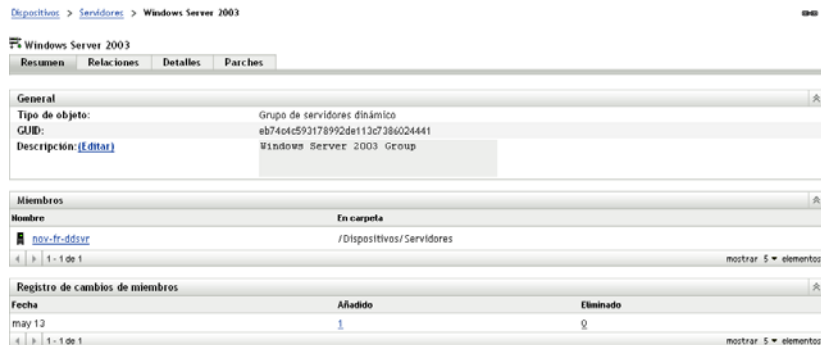 Dispositivos > Servidores > Windows Server 2003
Windows Server 2003
Resumen Relaciones Detalles Parches
General
Tipo de objeto: Grupo de servidores dinámico
GUID: eb74c4c593178992de113c7386024441
Descripción: (Editar) Windows Server 2003 Group
Miembros
Nombre En carpeta
nov-fr-ddsvr /Dispositivos/Servidores
1 - 1 de 1 mostrar 5 elementos
Registro de cambios de miembros
Fecha Añadido Eliminado
may 13 1 0
1 - 1 de 1 mostrar 5 elementos